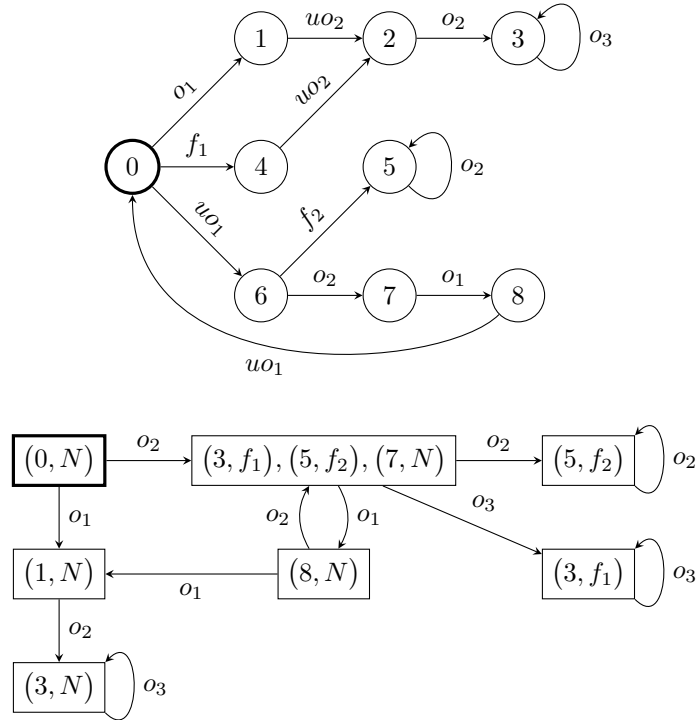 1 uo₂ 2 o₂ 3 o₃
o₁ uo₂
0 f₁ 4 5 o₂
uo₁ f₂
6 o₂ 7 o₁ 8
uo₁
(0, N) o₂ (3, f₁), (5, f₂), (7, N) o₂ (5, f₂) o₂
o₁ o₂ o₁ o₃
(1, N) o₁ (8, N) (3, f₁) o₃
o₂
(3, N) o₃